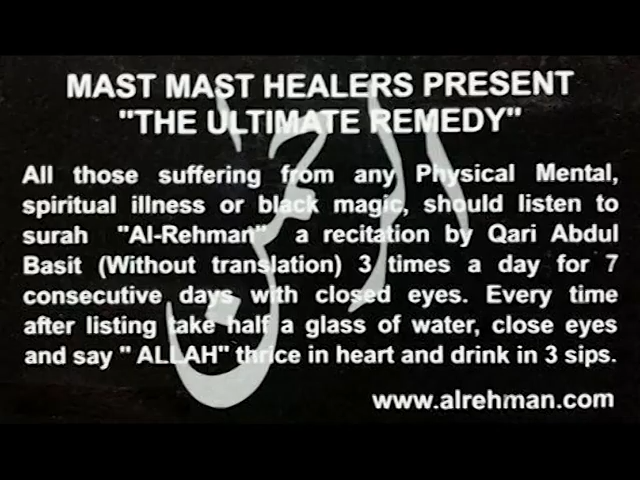 MAST MAST HEALERS PRESENT
"THE ULTIMATE REMEDY"
الرحمن
All those suffering from any Physical Mental,
spiritual illness or black magic, should listen to
surah "Al-Rehman" a recitation by Qari Abdul
Basit (Without translation) 3 times a day for 7
consecutive days with closed eyes. Every time
after listing take half a glass of water, close eyes
and say " ALLAH" thrice in heart and drink in 3 sips.
www.alrehman.com